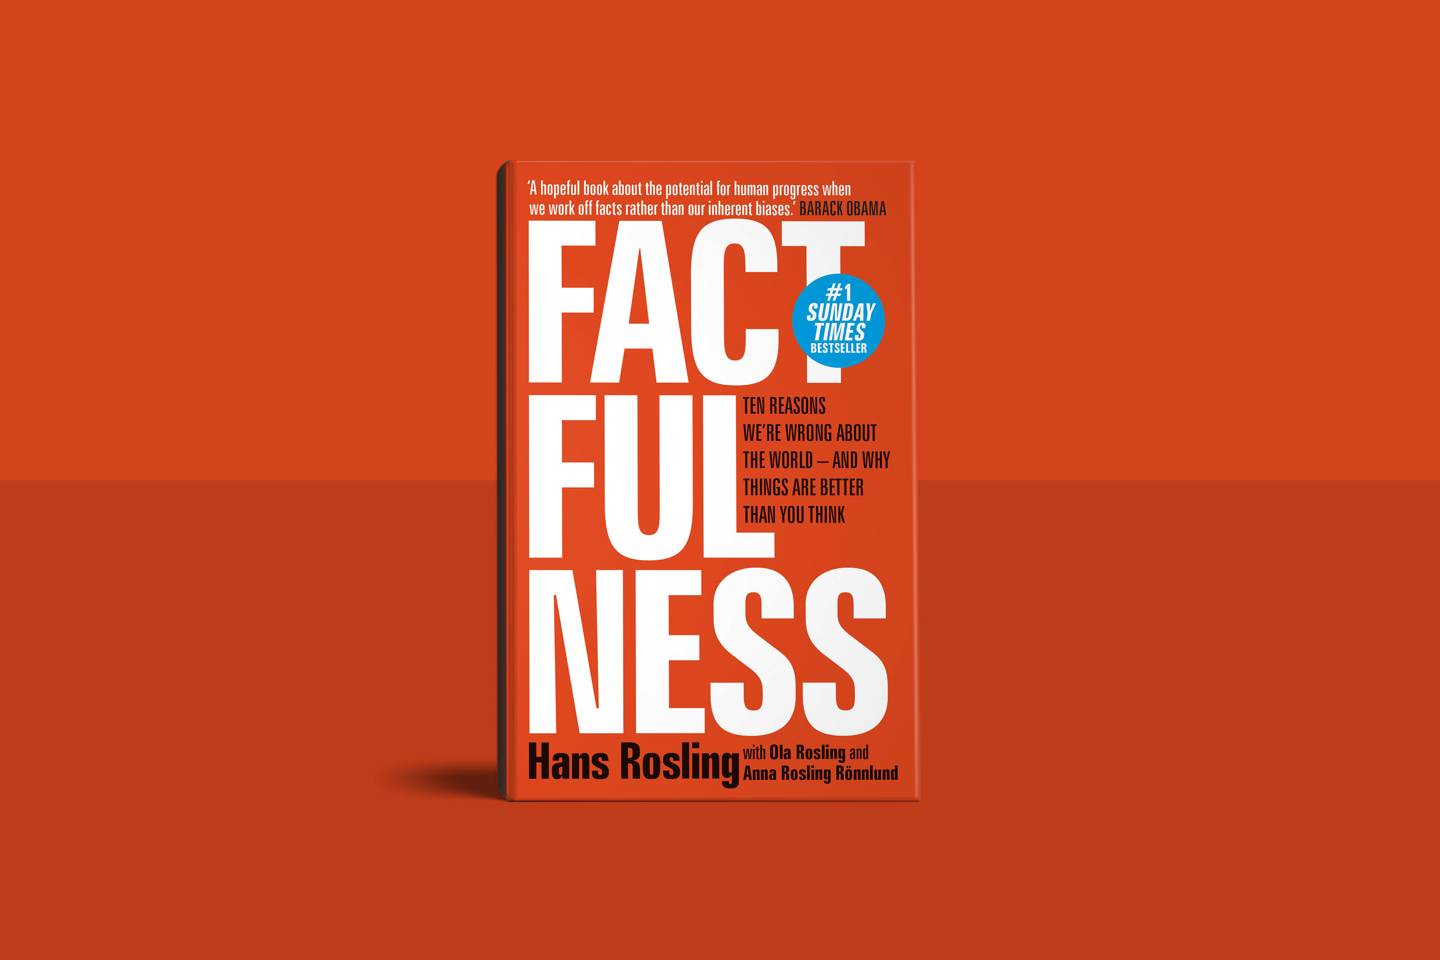 ‘A hopeful book about the potential for human progress when
we work off facts rather than our inherent biases.’ BARACK OBAMA
FACT
#1
SUNDAY
TIMES
BESTSELLER
FUL
TEN REASONS
WE’RE WRONG ABOUT
THE WORLD – AND WHY
THINGS ARE BETTER
THAN YOU THINK
NESS
Hans Rosling with Ola Rosling and
Anna Rosling Rönnlund